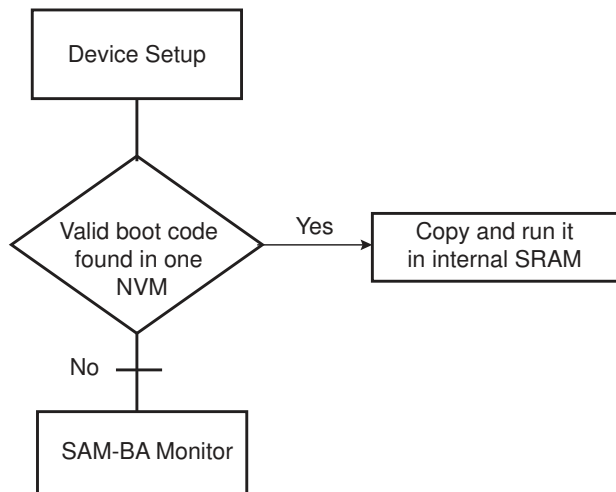 Device Setup
Valid boot code
found in one
NVM
Yes
Copy and run it
in internal SRAM
No
SAM-BA Monitor